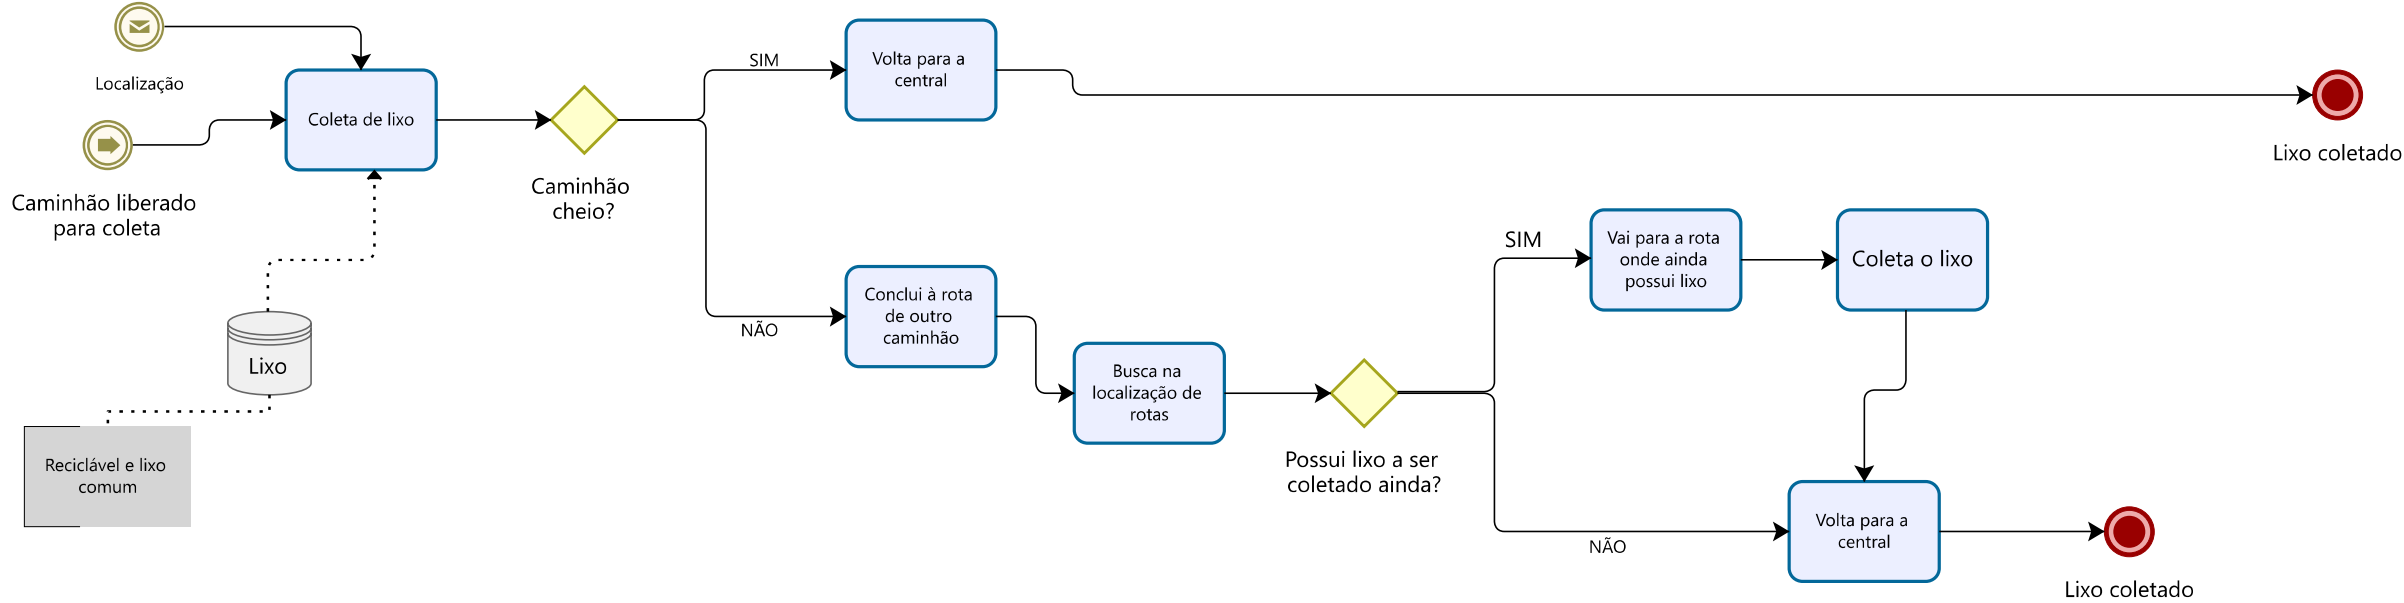 Localização
Caminhão liberado
para coleta
Coleta de lixo
Lixo
Reciclável e lixo
comum
Caminhão
cheio?
SIM
Volta para a
central
Lixo coletado
NÃO
Conclui à rota
de outro
caminhão
Busca na
localização de
rotas
Possui lixo a ser
coletado ainda?
SIM
Vai para a rota
onde ainda
possui lixo
Coleta o lixo
NÃO
Volta para a
central
Lixo coletado